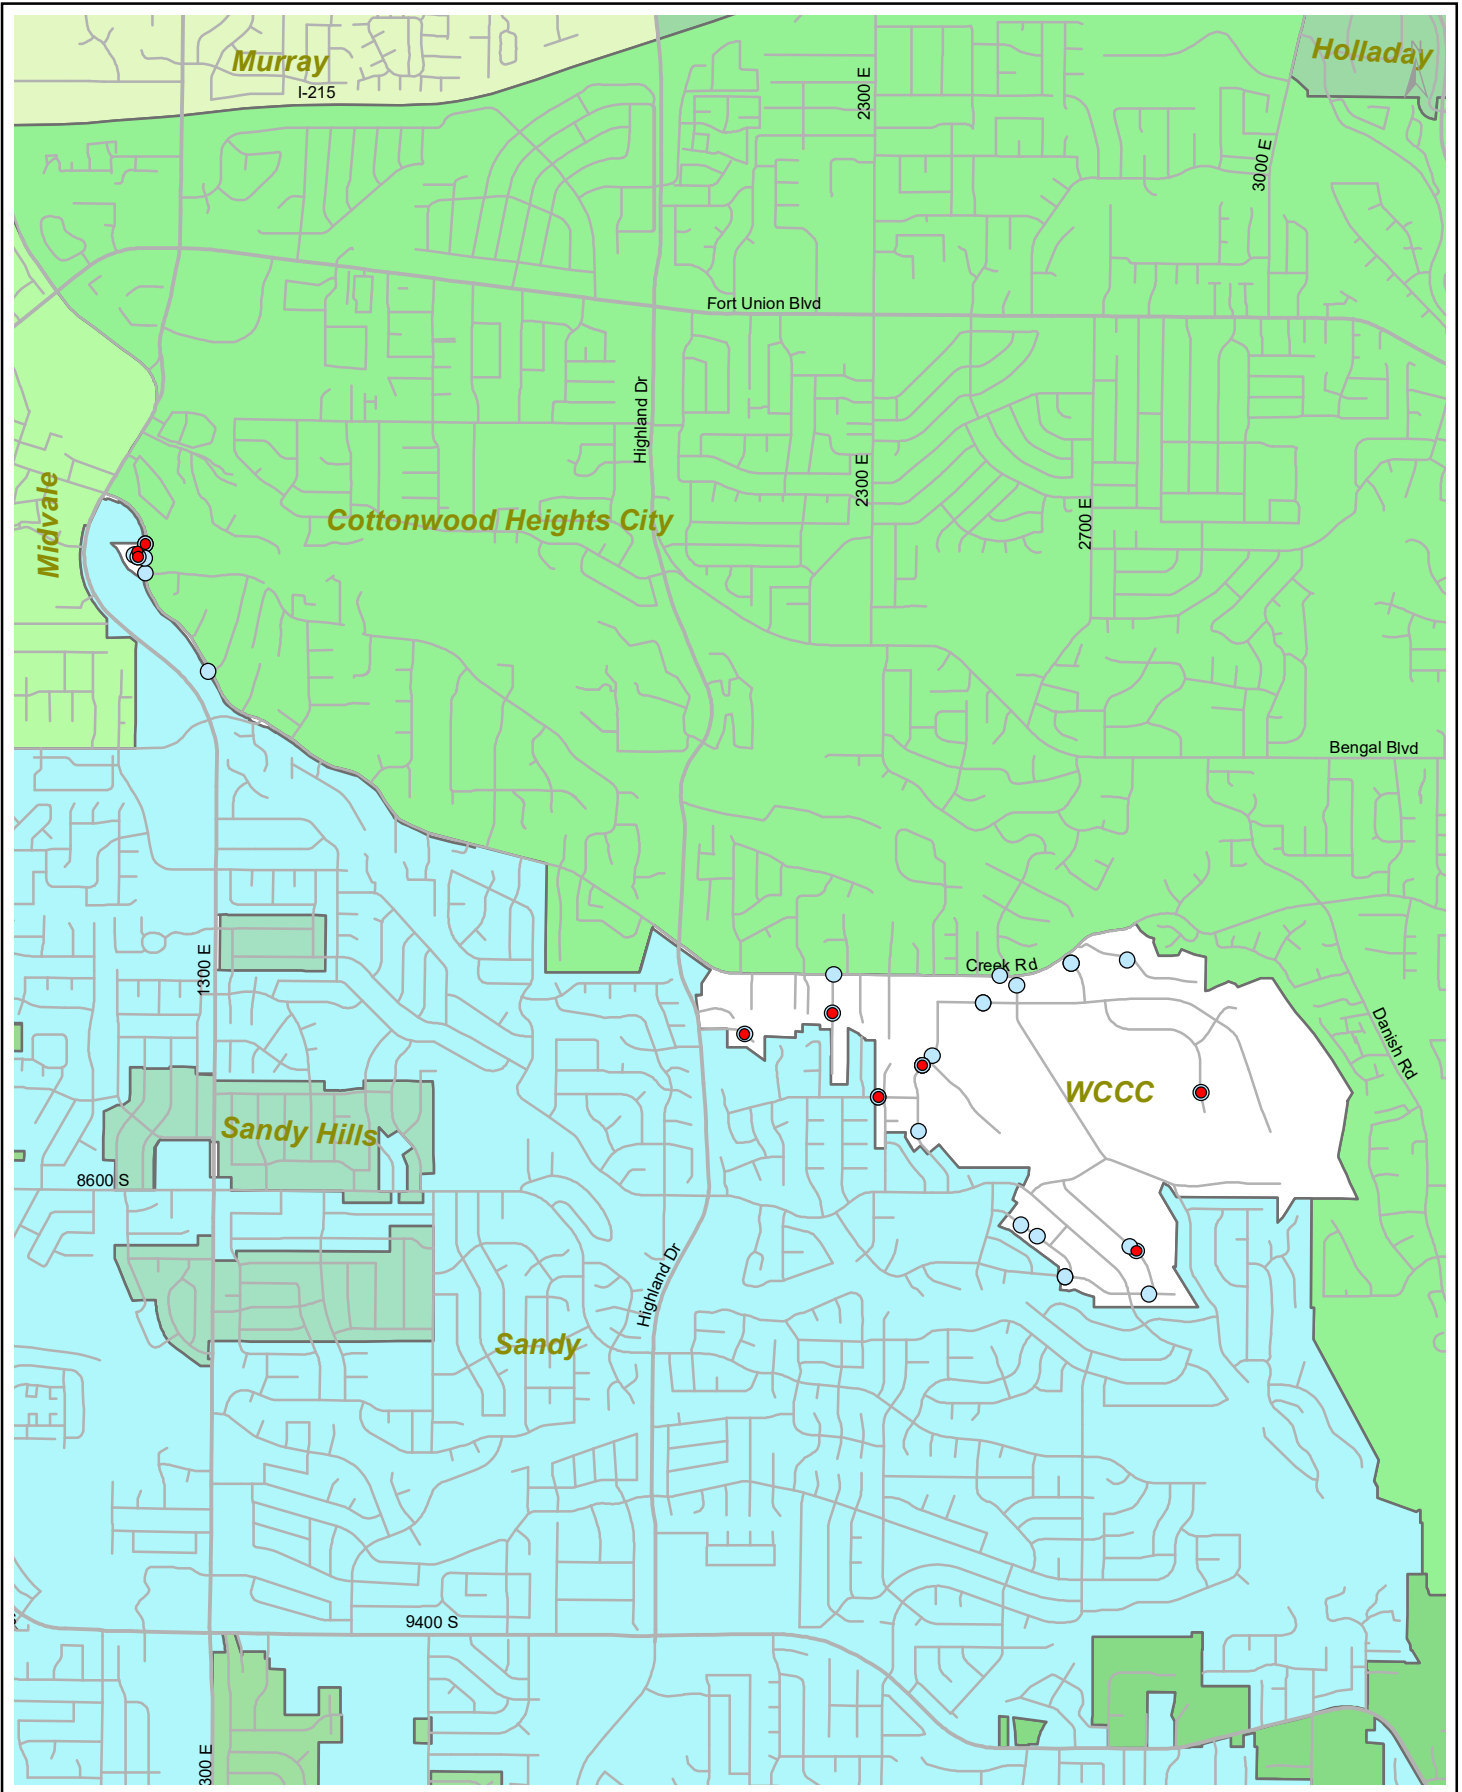 Murray
Holladay
I-215
2300 E
3000 E
Fort Union Blvd
Highland Dr
2300 E
Midvale
Cottonwood Heights City
2700 E
Bengal Blvd
1300 E
Creek Rd
Danish Rd
WCCC
Sandy Hills
8600 S
Highland Dr
Sandy
9400 S
300 E